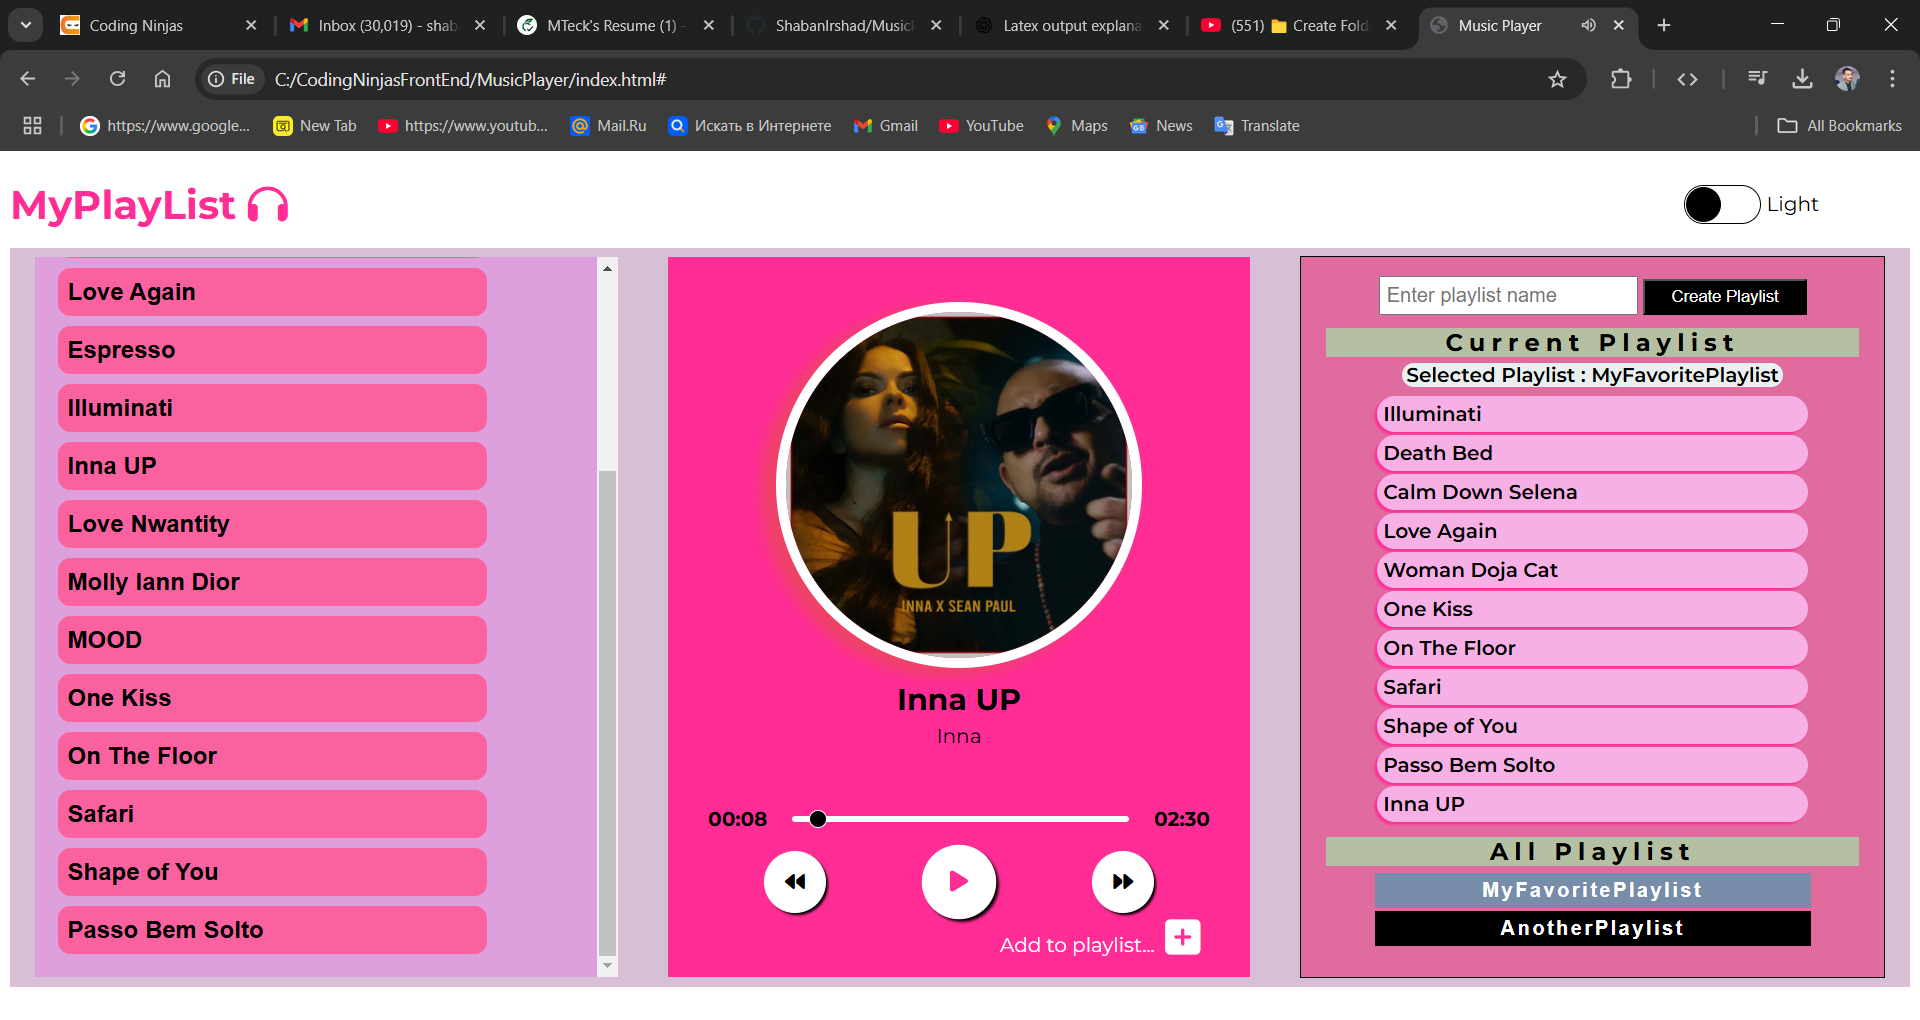 Coding Ninjas
Inbox (30,019) - shab
MTeck's Resume (1) -
ShabanIrshad/MusicP
Latex output explana
(551) 📁 Create Fold
Music Player
File
C:/CodingNinjasFrontEnd/MusicPlayer/index.html#
https://www.google...
New Tab
https://www.youtub...
Mail.Ru
Искать в Интернете
Gmail
YouTube
Maps
News
Translate
All Bookmarks
MyPlayList
Light
Love Again
Espresso
Illuminati
Inna UP
Love Nwantity
Molly Iann Dior
MOOD
One Kiss
On The Floor
Safari
Shape of You
Passo Bem Solto
UP
INNA X SEAN PAUL
Inna UP
Inna
00:08
02:30
Add to playlist...
Enter playlist name
Create Playlist
Current Playlist
Selected Playlist : MyFavoritePlaylist
Illuminati
Death Bed
Calm Down Selena
Love Again
Woman Doja Cat
One Kiss
On The Floor
Safari
Shape of You
Passo Bem Solto
Inna UP
All Playlist
MyFavoritePlaylist
AnotherPlaylist